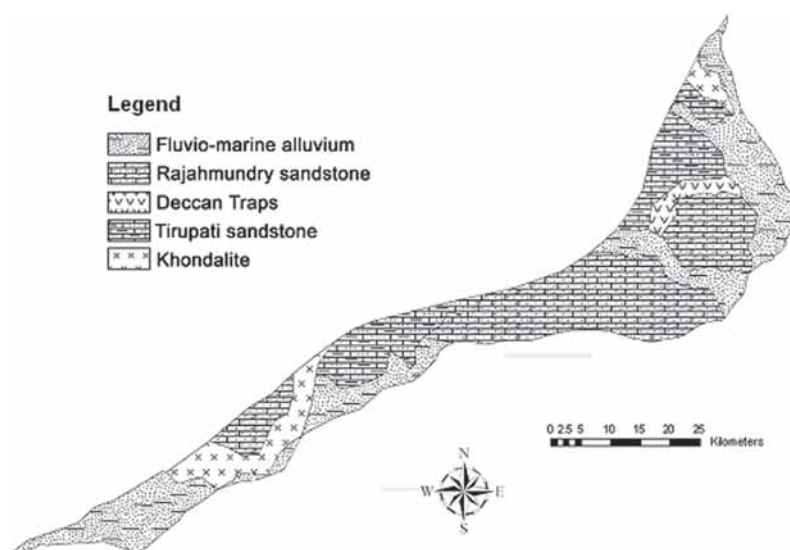 Legend
Fluvio-marine alluvium
Rajahmundry sandstone
Deccan Traps
Tirupati sandstone
Khondalite
0 2.5 5 10 15 20 25
Kilometers
N
W E
S